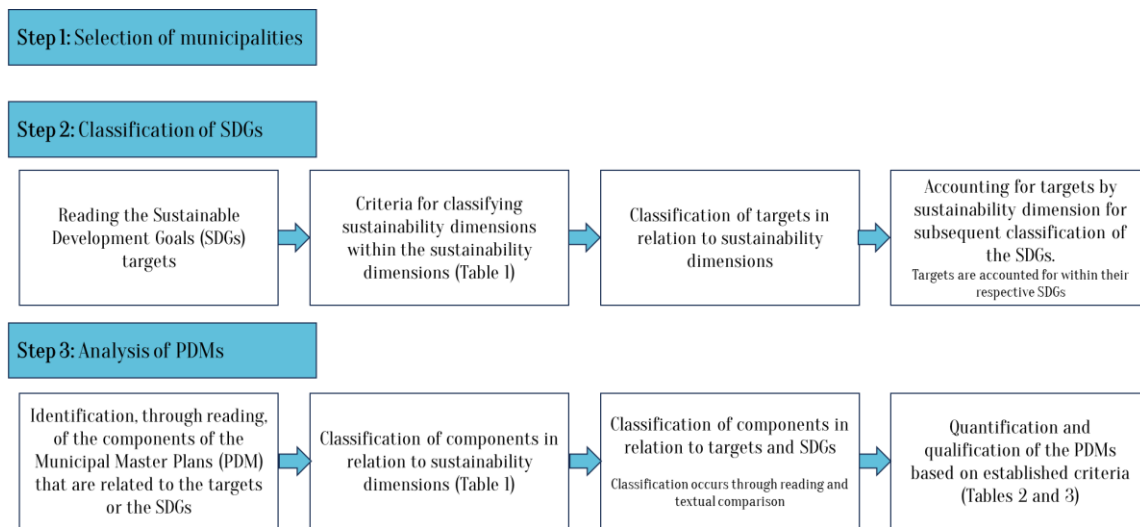 Step 1: Selection of municipalities
Step 2: Classification of SDGs
Reading the Sustainable
Development Goals (SDGs)
targets
Criteria for classifying
sustainability dimensions
within the sustainability
dimensions (Table 1)
Classification of targets in
relation to sustainability
dimensions
Accounting for targets by
sustainability dimension for
subsequent classification of
the SDGs.
Targets are accounted for within their
respective SDGs
Step 3: Analysis of PDMs
Identification, through reading,
of the components of the
Municipal Master Plans (PDM)
that are related to the targets
or the SDGs
Classification of components in
relation to sustainability
dimensions (Table 1)
Classification of components in
relation to targets and SDGs
Classification occurs through reading and
textual comparison
Quantification and
qualification of the PDMs
based on established criteria
(Tables 2 and 3)